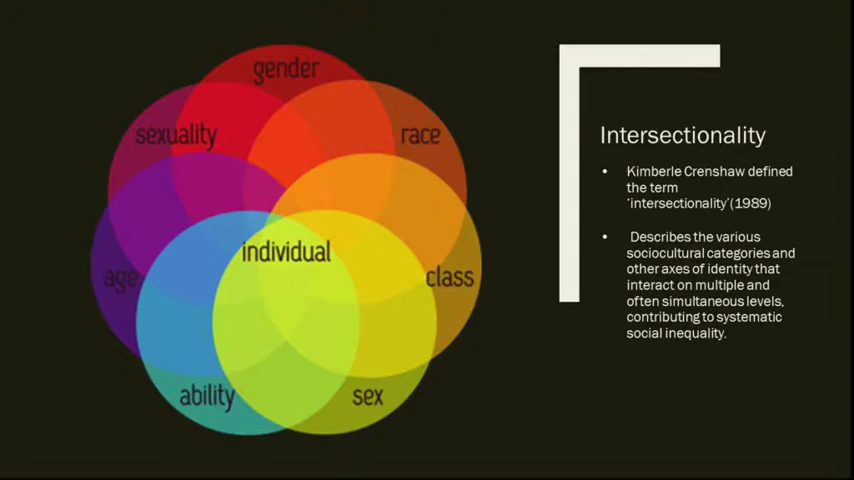 gender
sexuality
race
individual
age
class
ability
sex
Intersectionality
• Kimberle Crenshaw defined
the term
‘intersectionality’(1989)
• Describes the various
sociocultural categories and
other axes of identity that
interact on multiple and
often simultaneous levels,
contributing to systematic
social inequality.